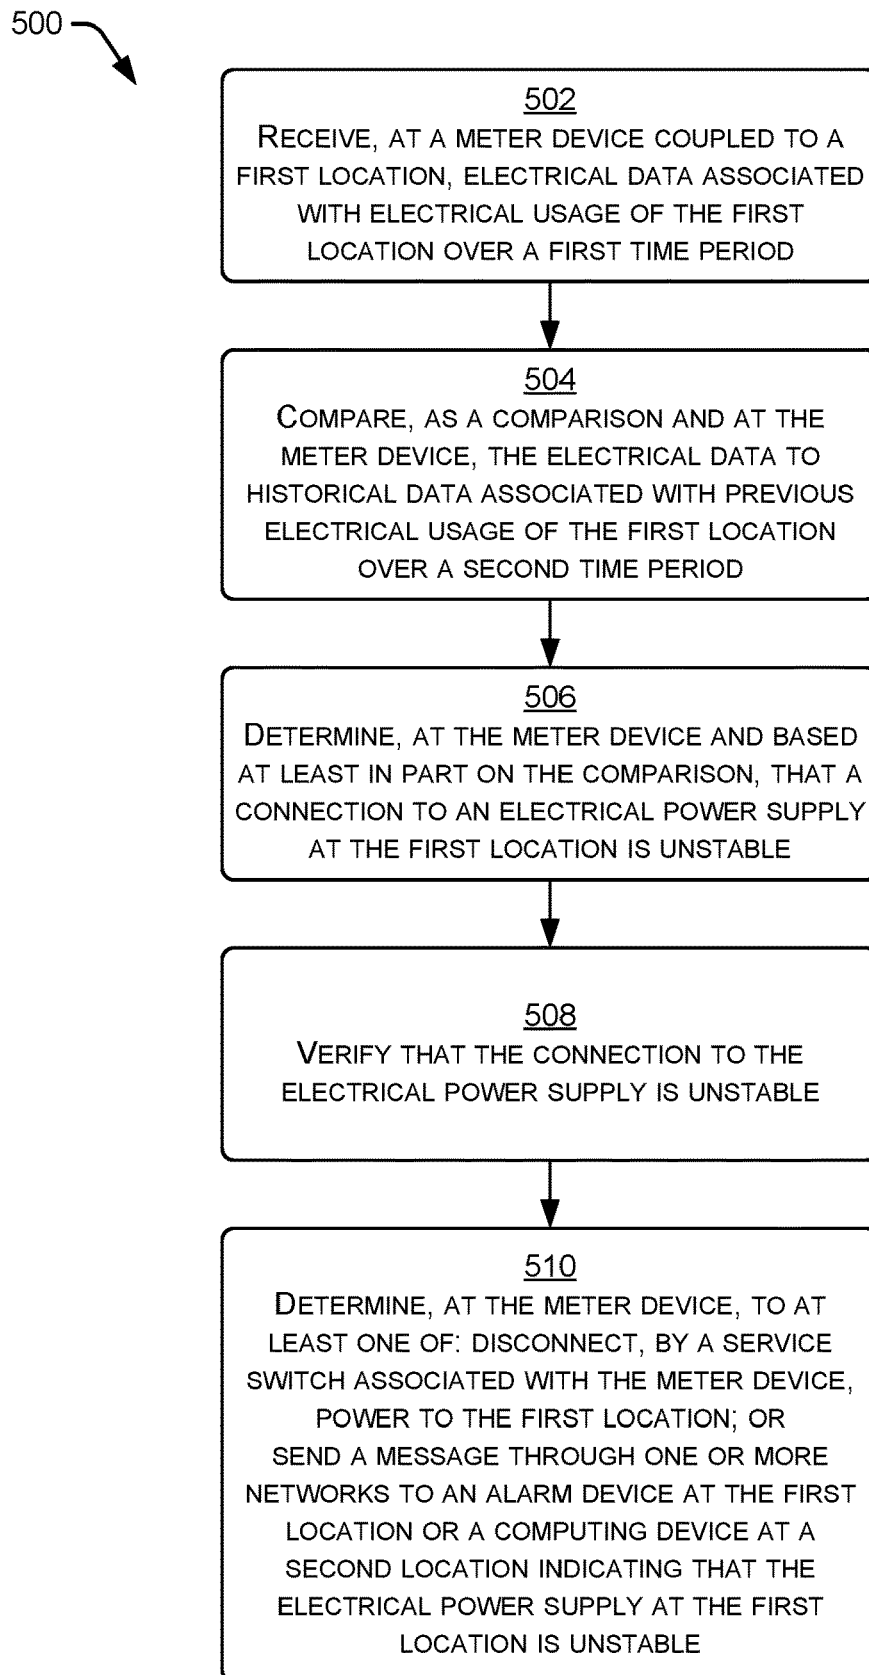 500
502
RECEIVE, AT A METER DEVICE COUPLED TO A
FIRST LOCATION, ELECTRICAL DATA ASSOCIATED
WITH ELECTRICAL USAGE OF THE FIRST
LOCATION OVER A FIRST TIME PERIOD
504
COMPARE, AS A COMPARISON AND AT THE
METER DEVICE, THE ELECTRICAL DATA TO
HISTORICAL DATA ASSOCIATED WITH PREVIOUS
ELECTRICAL USAGE OF THE FIRST LOCATION
OVER A SECOND TIME PERIOD
506
DETERMINE, AT THE METER DEVICE AND BASED
AT LEAST IN PART ON THE COMPARISON, THAT A
CONNECTION TO AN ELECTRICAL POWER SUPPLY
AT THE FIRST LOCATION IS UNSTABLE
508
VERIFY THAT THE CONNECTION TO THE
ELECTRICAL POWER SUPPLY IS UNSTABLE
510
DETERMINE, AT THE METER DEVICE, TO AT
LEAST ONE OF: DISCONNECT, BY A SERVICE
SWITCH ASSOCIATED WITH THE METER DEVICE,
POWER TO THE FIRST LOCATION; OR
SEND A MESSAGE THROUGH ONE OR MORE
NETWORKS TO AN ALARM DEVICE AT THE FIRST
LOCATION OR A COMPUTING DEVICE AT A
SECOND LOCATION INDICATING THAT THE
ELECTRICAL POWER SUPPLY AT THE FIRST
LOCATION IS UNSTABLE